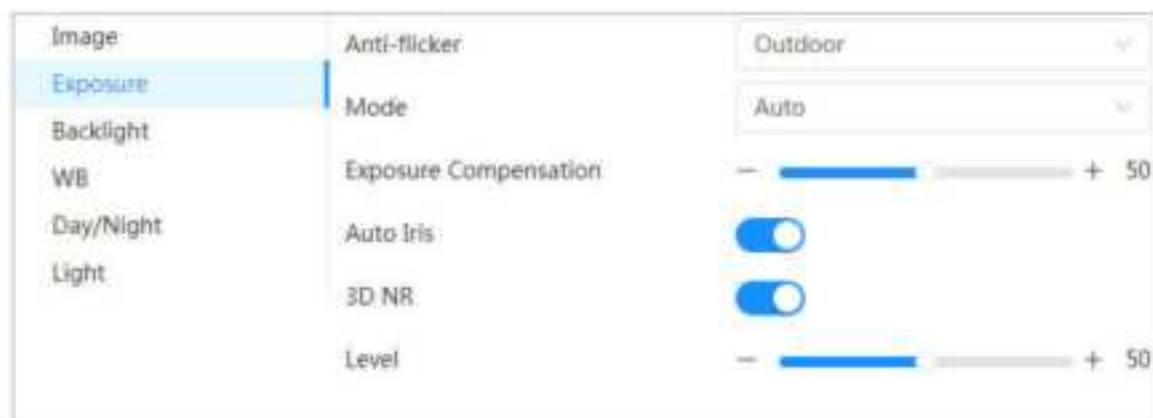 Image
Exposure
Backlight
WB
Day/Night
Light
Anti-flicker Outdoor
Mode Auto
Exposure Compensation − + 50
Auto Iris
3D NR
Level − + 50